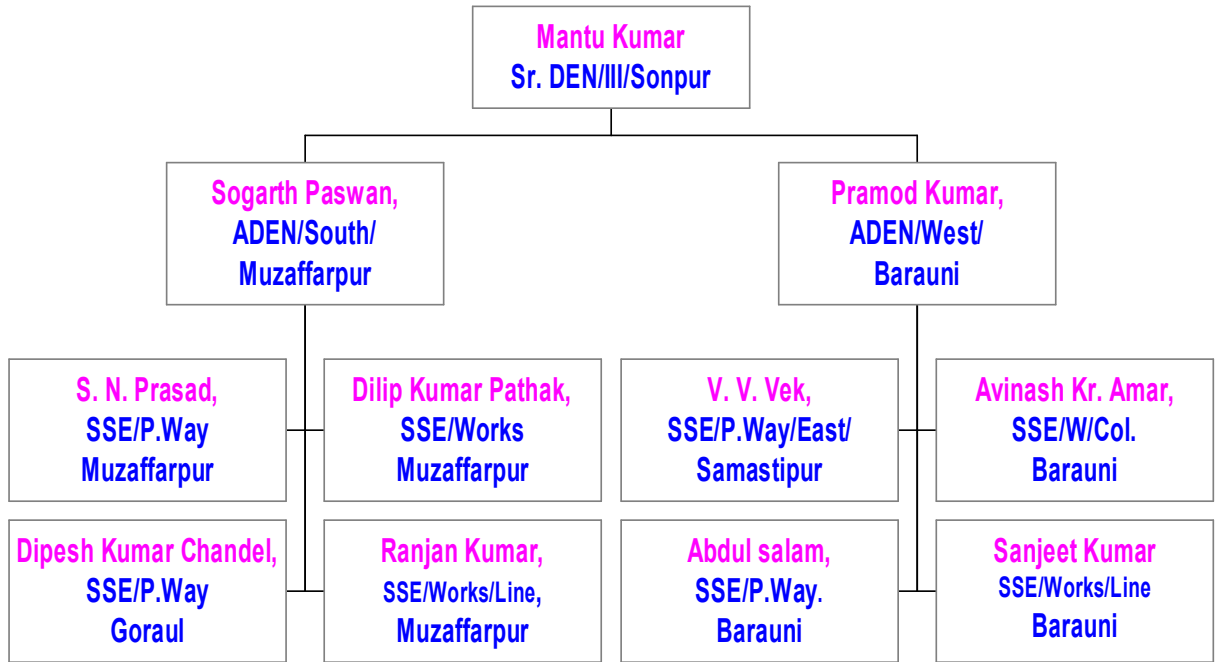 Mantu Kumar
Sr. DEN/III/Sonpur
Sogarth Paswan,
ADEN/South/
Muzaffarpur
Pramod Kumar,
ADEN/West/
Barauni
S. N. Prasad,
SSE/P.Way
Muzaffarpur
Dilip Kumar Pathak,
SSE/Works
Muzaffarpur
V. V. Vek,
SSE/P.Way/East/
Samastipur
Avinash Kr. Amar,
SSE/W/Col.
Barauni
Dipesh Kumar Chandel,
SSE/P.Way
Goraul
Ranjan Kumar,
SSE/Works/Line,
Muzaffarpur
Abdul salam,
SSE/P.Way.
Barauni
Sanjeet Kumar
SSE/Works/Line
Barauni